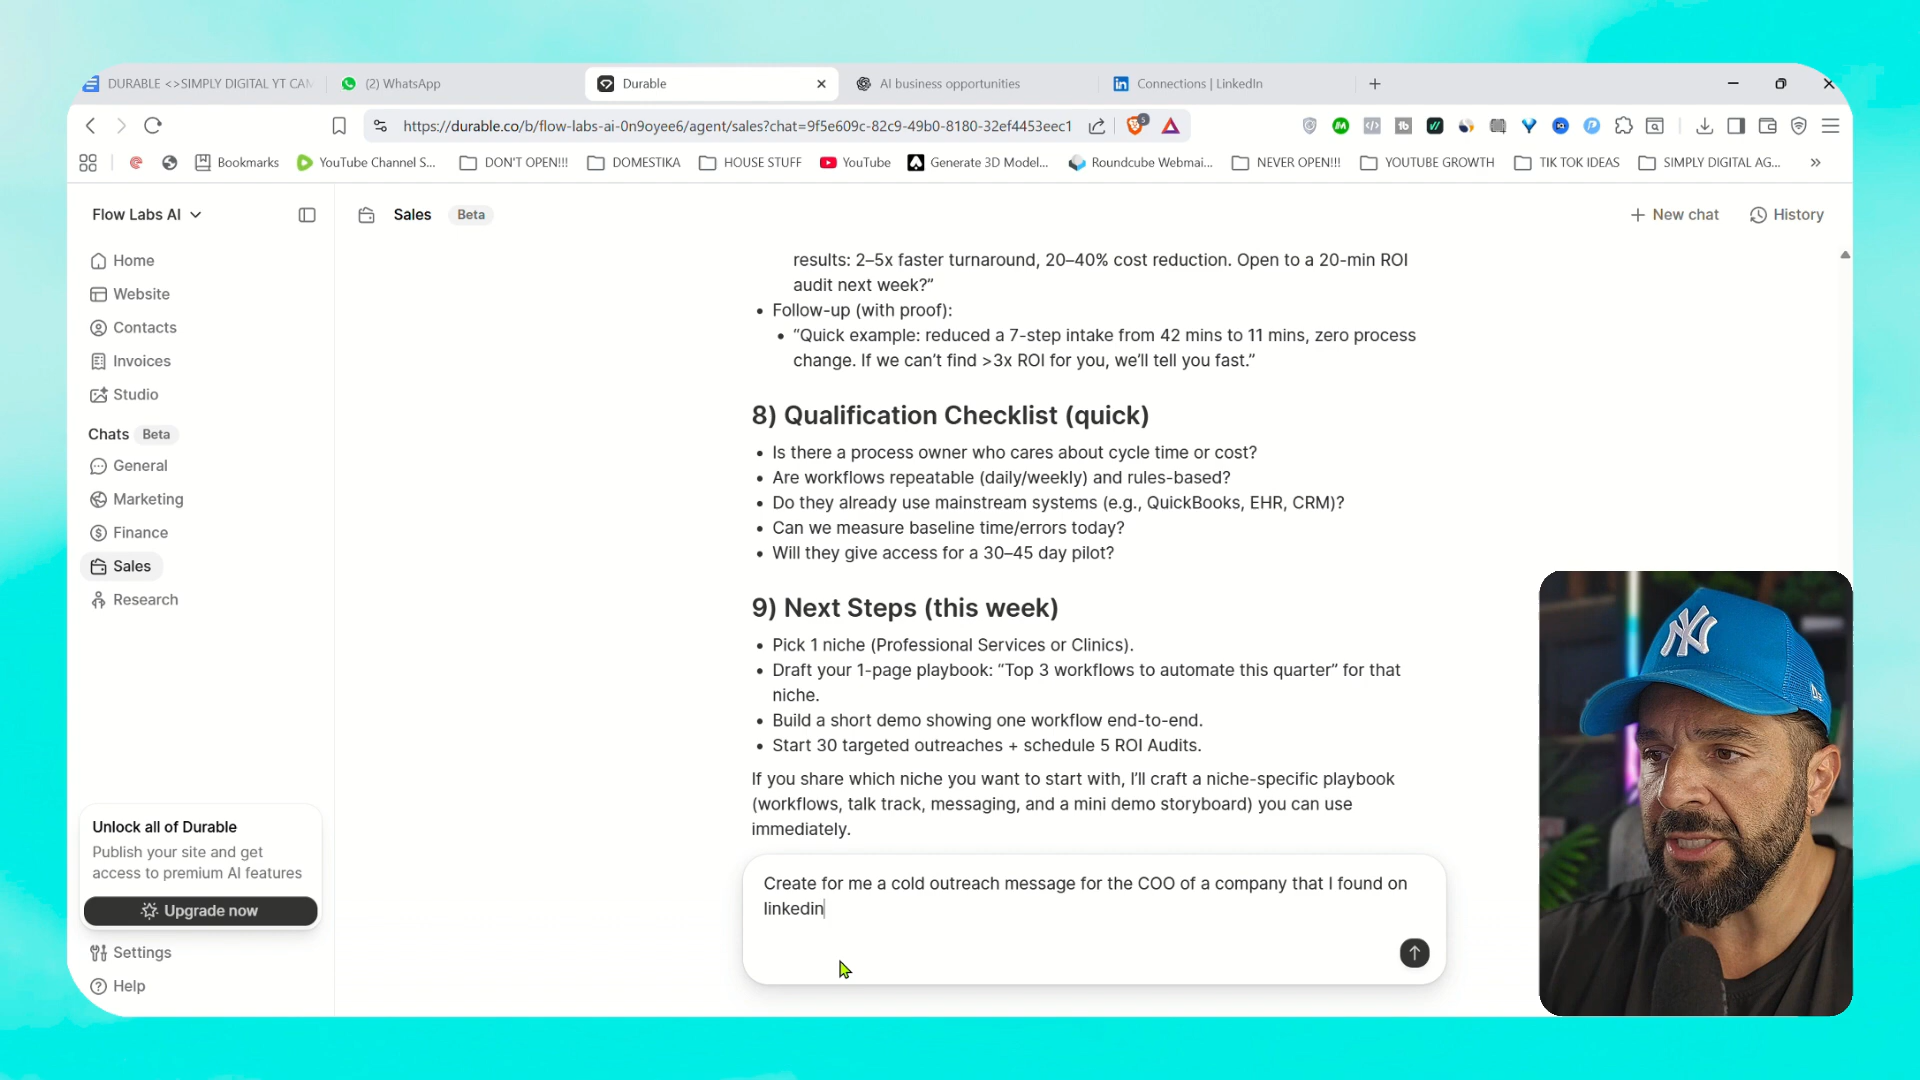 DURABLE <>SIMPLY DIGITAL YT CAM
(2) WhatsApp
Durable
AI business opportunities
Connections | LinkedIn
https://durable.co/b/flow-labs-ai-0n9oyee6/agent/sales?chat=9f5e609c-82c9-49b0-8180-32ef4453eec1
Bookmarks
YouTube Channel S...
DON'T OPEN!!!
DOMESTIKA
HOUSE STUFF
YouTube
Generate 3D Model...
Roundcube Webmai...
NEVER OPEN!!!
YOUTUBE GROWTH
TIK TOK IDEAS
SIMPLY DIGITAL AG...
Flow Labs AI
Home
Website
Contacts
Invoices
Studio
Chats Beta
General
Marketing
Finance
Sales
Research
Unlock all of Durable
Publish your site and get
access to premium AI features
Upgrade now
Settings
Help
Sales Beta
+ New chat
History
results: 2–5x faster turnaround, 20–40% cost reduction. Open to a 20-min ROI
audit next week?”
• Follow-up (with proof):
• “Quick example: reduced a 7-step intake from 42 mins to 11 mins, zero process
change. If we can’t find >3x ROI for you, we’ll tell you fast.”
8) Qualification Checklist (quick)
• Is there a process owner who cares about cycle time or cost?
• Are workflows repeatable (daily/weekly) and rules-based?
• Do they already use mainstream systems (e.g., QuickBooks, EHR, CRM)?
• Can we measure baseline time/errors today?
• Will they give access for a 30–45 day pilot?
9) Next Steps (this week)
• Pick 1 niche (Professional Services or Clinics).
• Draft your 1-page playbook: “Top 3 workflows to automate this quarter” for that
niche.
• Build a short demo showing one workflow end-to-end.
• Start 30 targeted outreaches + schedule 5 ROI Audits.
If you share which niche you want to start with, I’ll craft a niche-specific playbook
(workflows, talk track, messaging, and a mini demo storyboard) you can use
immediately.
Create for me a cold outreach message for the COO of a company that I found on
linkedin
NY